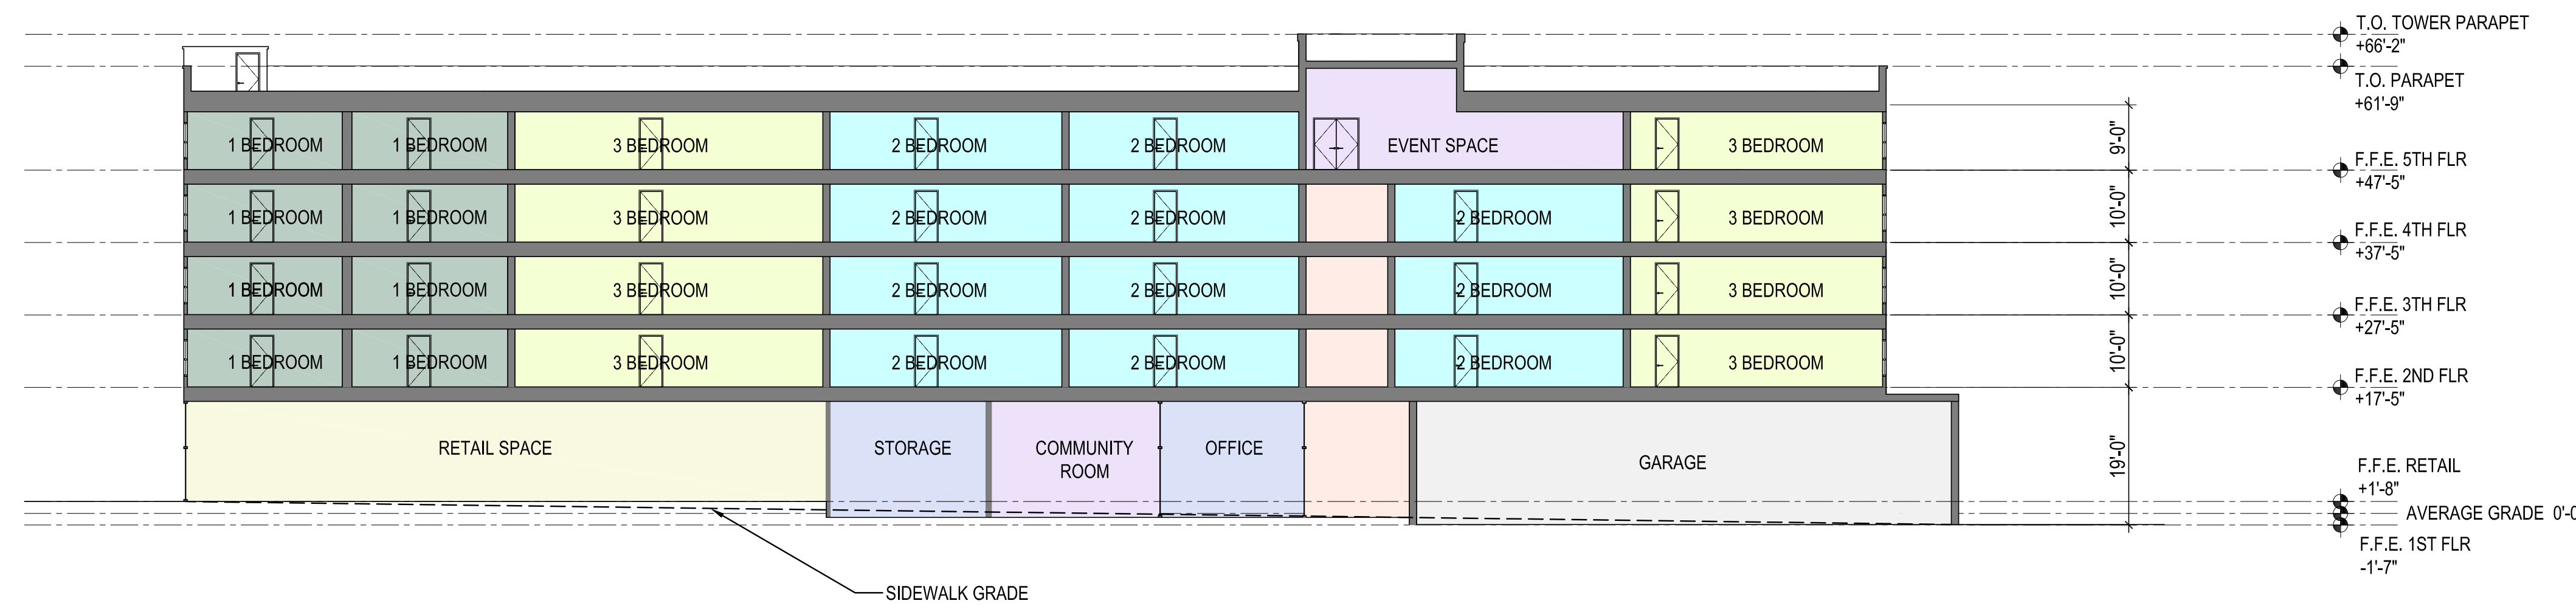 T.O. TOWER PARAPET
+66'-2"
T.O. PARAPET
+61'-9"
1 BEDROOM 1 BEDROOM 3 BEDROOM 2 BEDROOM 2 BEDROOM EVENT SPACE 3 BEDROOM
9'-0"
F.F.E. 5TH FLR
+47'-5"
1 BEDROOM 1 BEDROOM 3 BEDROOM 2 BEDROOM 2 BEDROOM 2 BEDROOM 3 BEDROOM
10'-0"
F.F.E. 4TH FLR
+37'-5"
1 BEDROOM 1 BEDROOM 3 BEDROOM 2 BEDROOM 2 BEDROOM 2 BEDROOM 3 BEDROOM
10'-0"
F.F.E. 3TH FLR
+27'-5"
1 BEDROOM 1 BEDROOM 3 BEDROOM 2 BEDROOM 2 BEDROOM 2 BEDROOM 3 BEDROOM
10'-0"
F.F.E. 2ND FLR
+17'-5"
RETAIL SPACE
STORAGE
COMMUNITY
ROOM
OFFICE
GARAGE
19'-0"
F.F.E. RETAIL
+1'-8"
AVERAGE GRADE 0'-0
F.F.E. 1ST FLR
-1'-7"
SIDEWALK GRADE